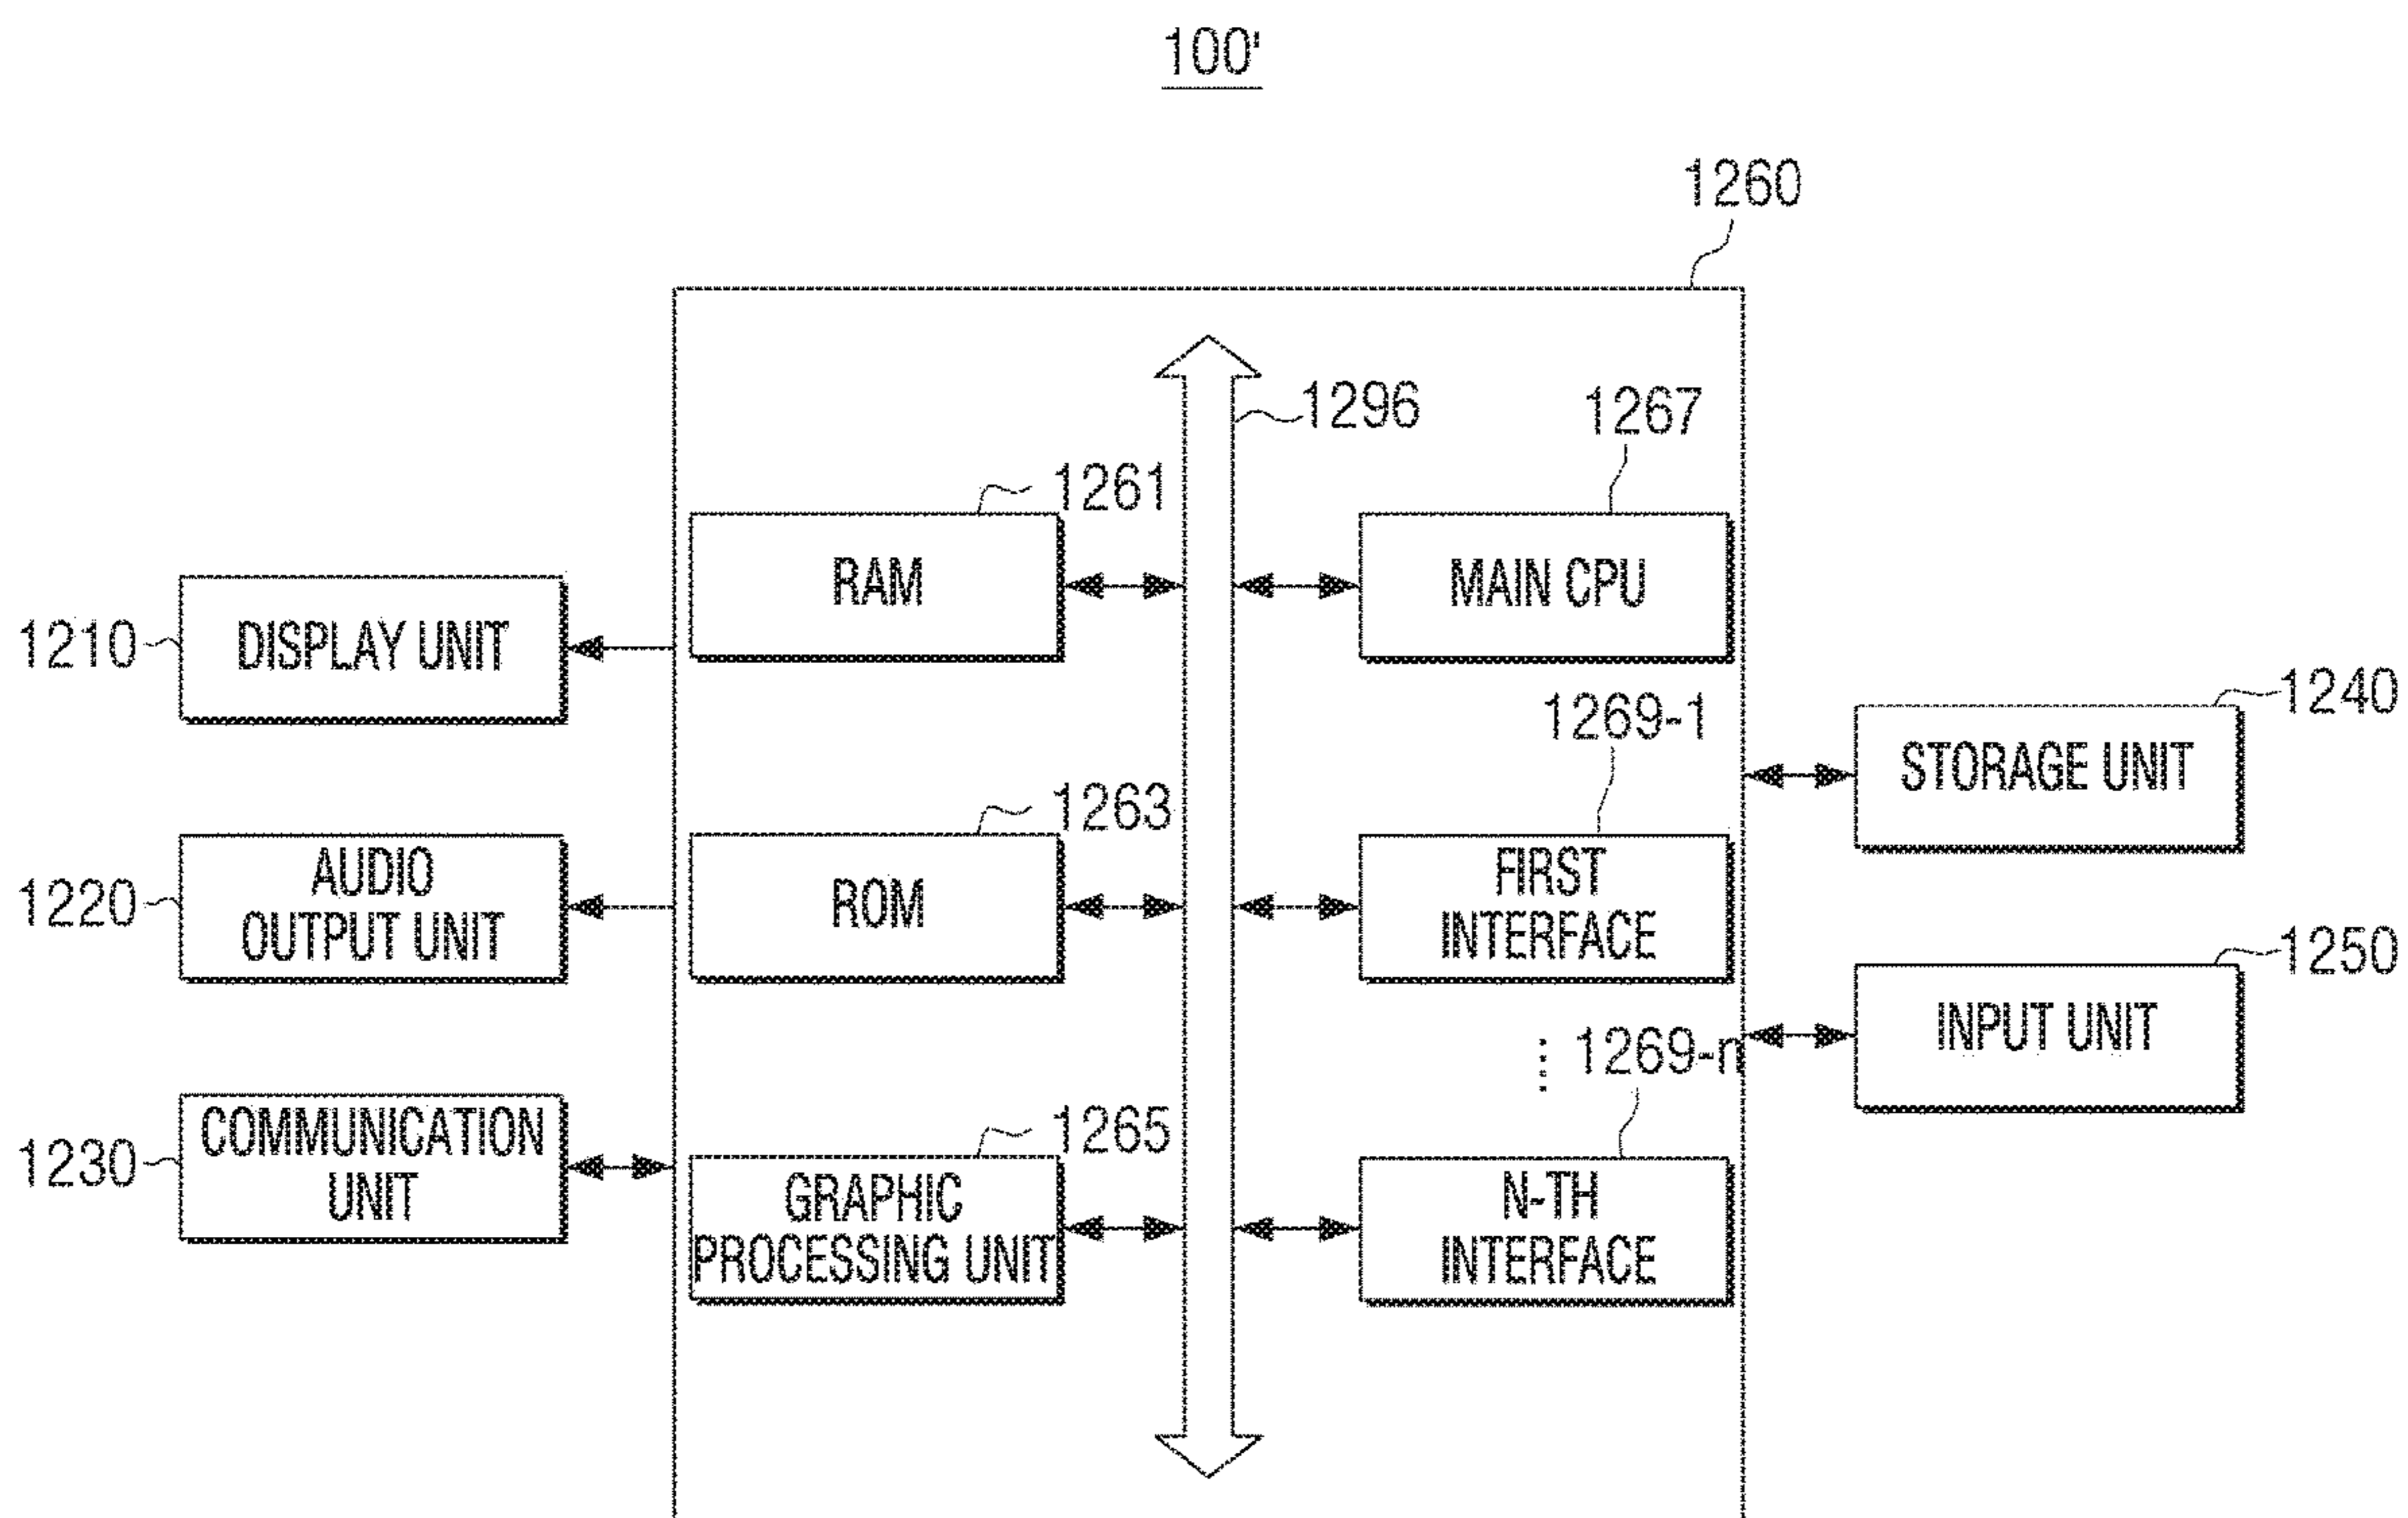 100'
1260
1296
1267
1261
RAM
MAIN CPU
1210
DISPLAY UNIT
1269-1
1240
STORAGE UNIT
1263
1220
AUDIO
OUTPUT UNIT
ROM
FIRST
INTERFACE
1250
INPUT UNIT
1269-n
1265
1230
COMMUNICATION
UNIT
GRAPHIC
PROCESSING UNIT
N-TH
INTERFACE